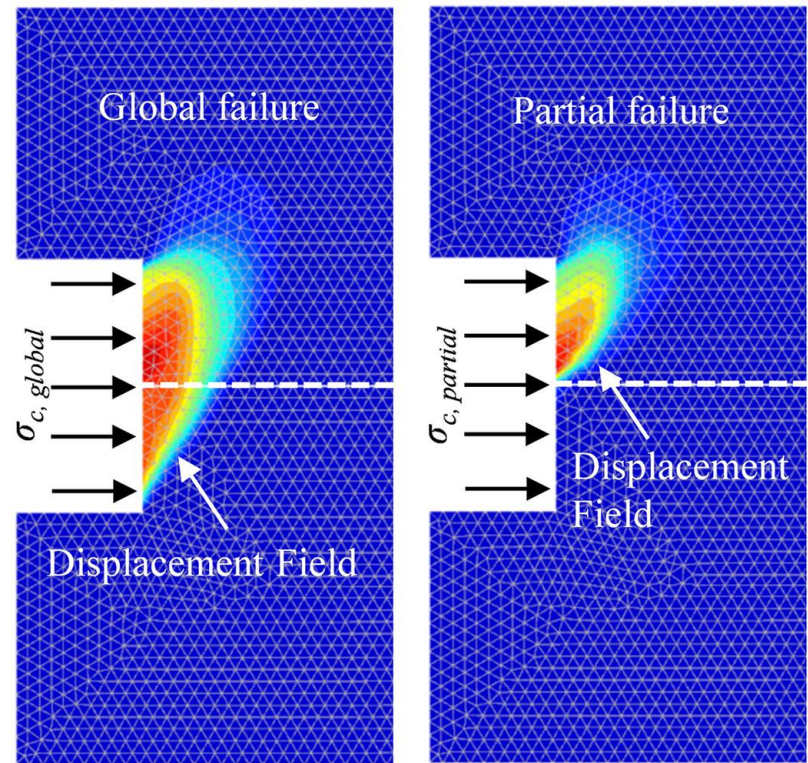 Global failure
σc, global
Displacement Field
Partial failure
σc, partial
Displacement
Field